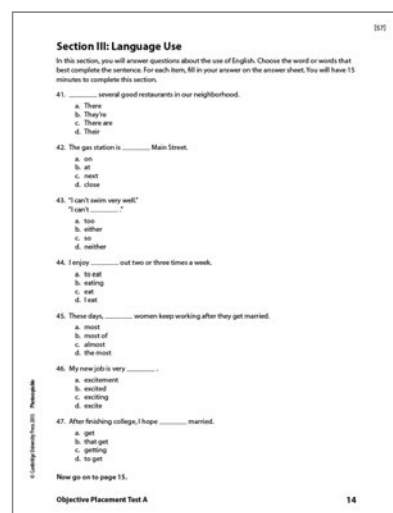 [57]
Section III: Language Use
In this section, you will answer questions about the use of English. Choose the word or words that
best complete the sentence. For each item, fill in your answer on the answer sheet. You will have 15
minutes to complete this section.
41. ________ several good restaurants in our neighborhood.
a. There
b. They're
c. There are
d. Their
42. The gas station is ________ Main Street.
a. on
b. at
c. next
d. close
43. "I can't swim very well."
"I can't ________."
a. too
b. either
c. so
d. neither
44. I enjoy ________ out two or three times a week.
a. to eat
b. eating
c. eat
d. I eat
45. These days, ________ women keep working after they get married.
a. most
b. most of
c. almost
d. the most
46. My new job is very ________ .
a. excitement
b. excited
c. exciting
d. excite
47. After finishing college, I hope ________ married.
a. get
b. that get
c. getting
d. to get
Now go on to page 15.
© Cambridge University Press 2015 Photocopiable
Objective Placement Test A 14